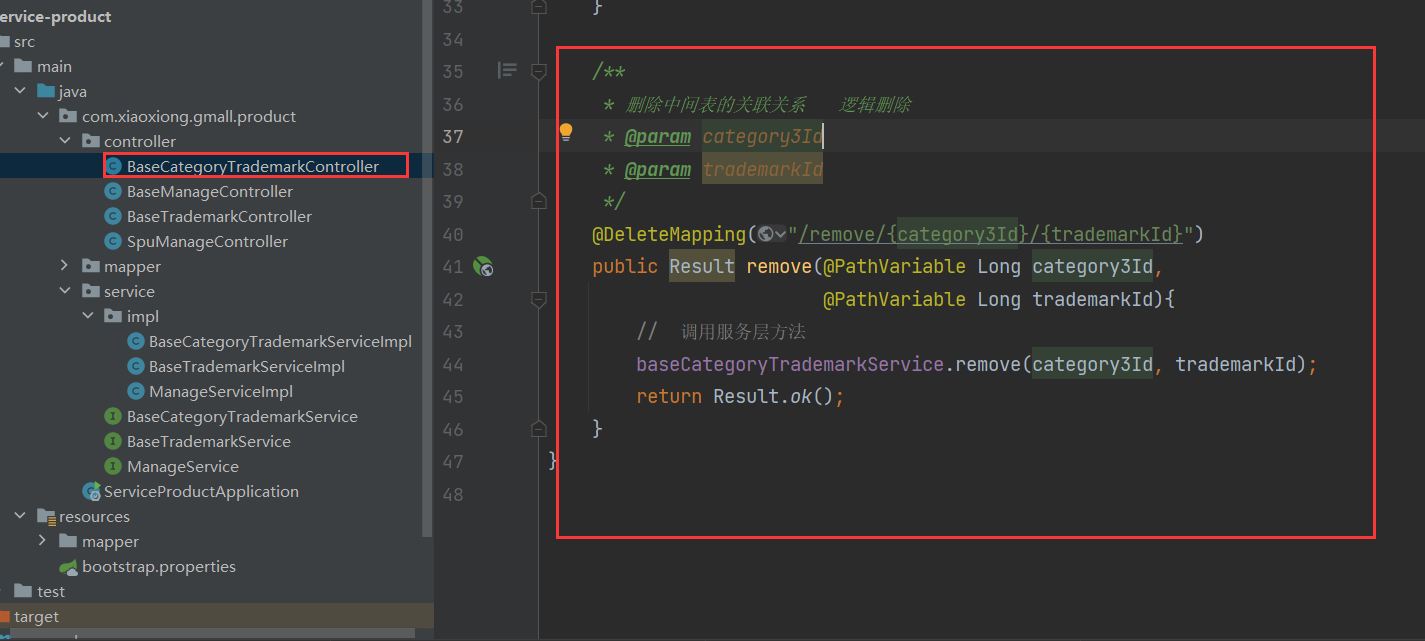 ervice-product
src
main
java
com.xiaoxiong.gmall.product
controller
BaseCategoryTrademarkController
BaseManageController
BaseTrademarkController
SpuManageController
mapper
service
impl
BaseCategoryTrademarkServiceImpl
BaseTrademarkServiceImpl
ManageServiceImpl
BaseCategoryTrademarkService
BaseTrademarkService
ManageService
ServiceProductApplication
resources
mapper
bootstrap.properties
test
target
33 }
34
35 /**
36 * 删除中间表的关联关系 逻辑删除
37 * @param category3Id
38 * @param trademarkId
39 */
40 @DeleteMapping("/remove/{category3Id}/{trademarkId}")
41 public Result remove(@PathVariable Long category3Id,
42 @PathVariable Long trademarkId){
43 // 调用服务层方法
44 baseCategoryTrademarkService.remove(category3Id, trademarkId);
45 return Result.ok();
46 }
47 }
48